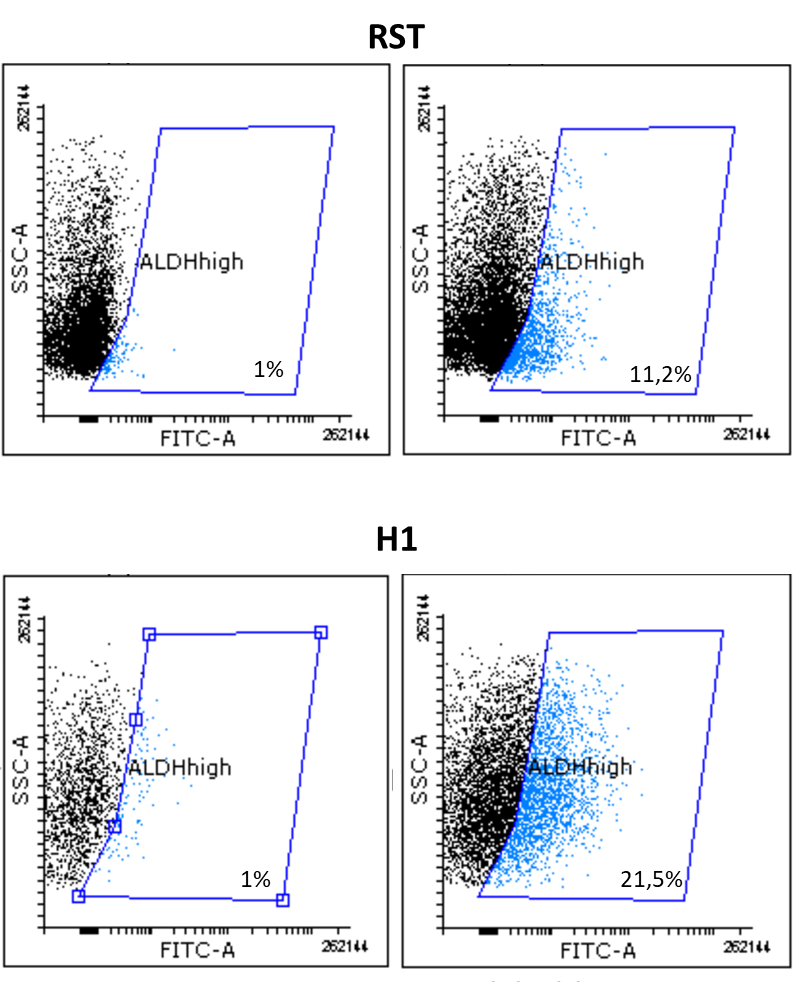 RST
262144
SSC-A
ALDHhigh
1%
FITC-A
262144
262144
SSC-A
ALDHhigh
11,2%
FITC-A
262144
H1
262144
SSC-A
ALDHhigh
1%
FITC-A
262144
262144
SSC-A
ALDHhigh
21,5%
FITC-A
262144